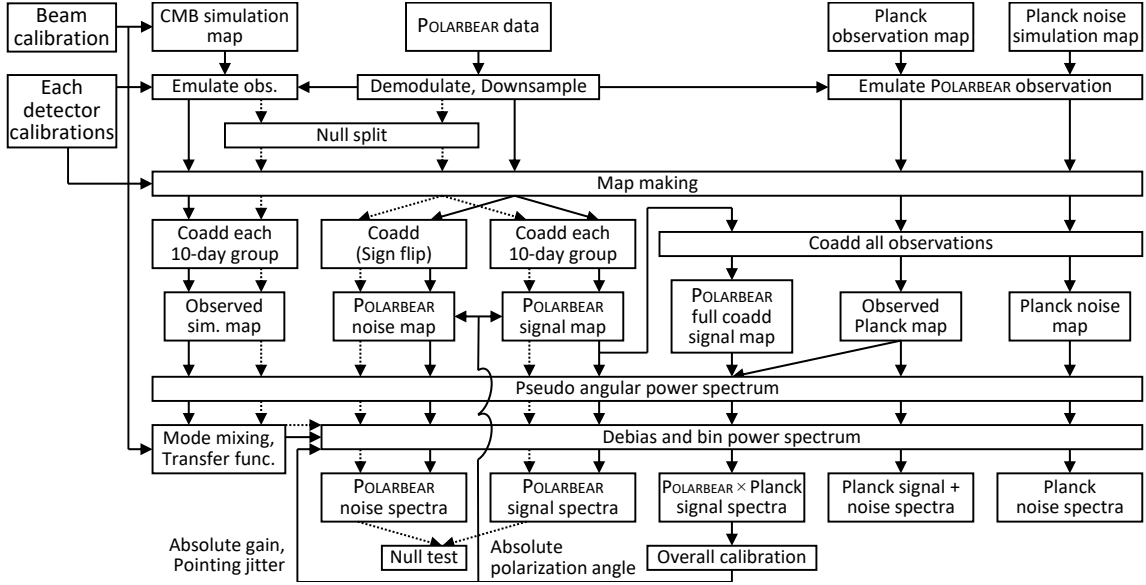 Beam
calibration
CMB simulation
map
POLARBEAR data
Planck
observation map
Planck noise
simulation map
Each
detector
calibrations
Emulate obs.
Demodulate, Downsample
Emulate POLARBEAR observation
Null split
Map making
Coadd each
10-day group
Coadd
(Sign flip)
Coadd each
10-day group
Coadd all observations
Observed
sim. map
POLARBEAR
noise map
POLARBEAR
signal map
POLARBEAR
full coadd
signal map
Observed
Planck map
Planck noise
map
Pseudo angular power spectrum
Mode mixing,
Transfer func.
Debias and bin power spectrum
POLARBEAR
noise spectra
POLARBEAR
signal spectra
POLARBEAR × Planck
signal spectra
Planck signal +
noise spectra
Planck
noise spectra
Absolute gain,
Pointing jitter
Null test
Absolute
polarization angle
Overall calibration